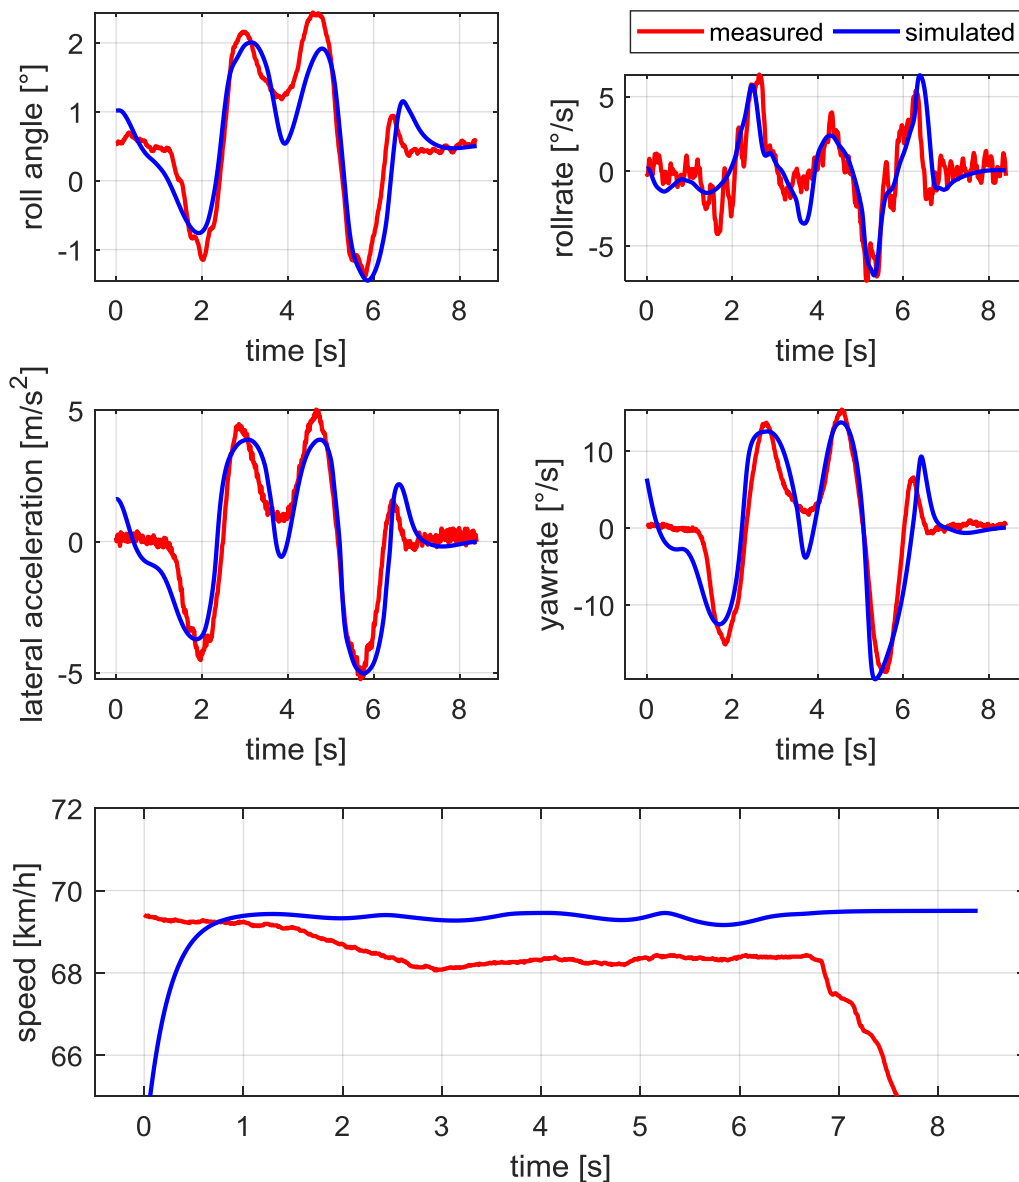 measured simulated
roll angle [°]
2
1
0
-1
0 2 4 6 8
time [s]
rollrate [°/s]
5
0
-5
0 2 4 6 8
time [s]
lateral acceleration [m/s²]
5
0
-5
0 2 4 6 8
time [s]
yawrate [°/s]
10
0
-10
0 2 4 6 8
time [s]
speed [km/h]
72
70
68
66
0 1 2 3 4 5 6 7 8
time [s]